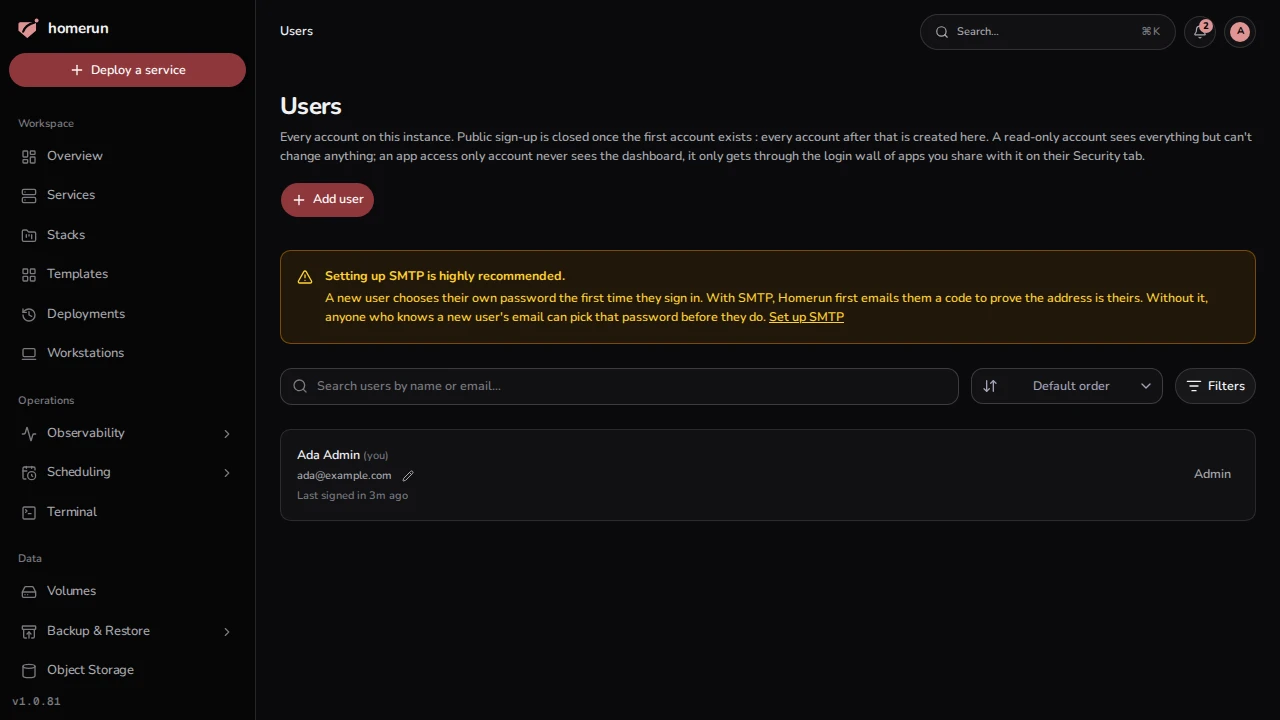 homerun
Deploy a service
Workspace
Overview
Services
Stacks
Templates
Deployments
Workstations
Operations
Observability
Scheduling
Terminal
Data
Volumes
Backup & Restore
Object Storage
v1.0.81
Users
Search...
⌘K
2
A
Users
Every account on this instance. Public sign-up is closed once the first account exists : every account after that is created here. A read-only account sees everything but can't
change anything; an app access only account never sees the dashboard, it only gets through the login wall of apps you share with it on their Security tab.
Add user
Setting up SMTP is highly recommended.
A new user chooses their own password the first time they sign in. With SMTP, Homerun first emails them a code to prove the address is theirs. Without it,
anyone who knows a new user's email can pick that password before they do. Set up SMTP
Search users by name or email...
Default order
Filters
Ada Admin (you)
ada@example.com
Last signed in 3m ago
Admin